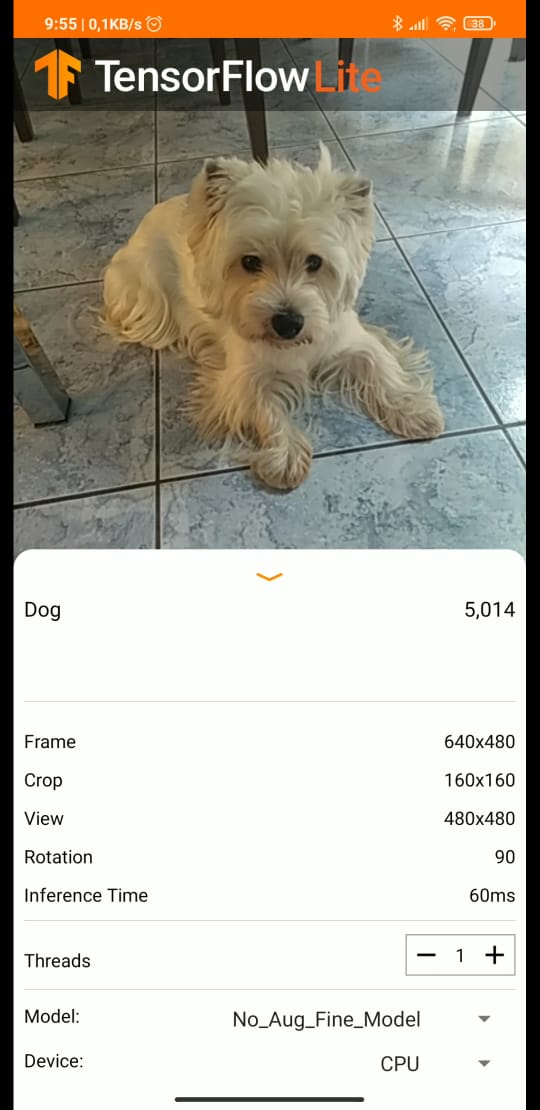 9:55 | 0,1KB/s
38
TensorFlow Lite
Dog 5,014
Frame 640x480
Crop 160x160
View 480x480
Rotation 90
Inference Time 60ms
Threads 1
Model: No_Aug_Fine_Model
Device: CPU